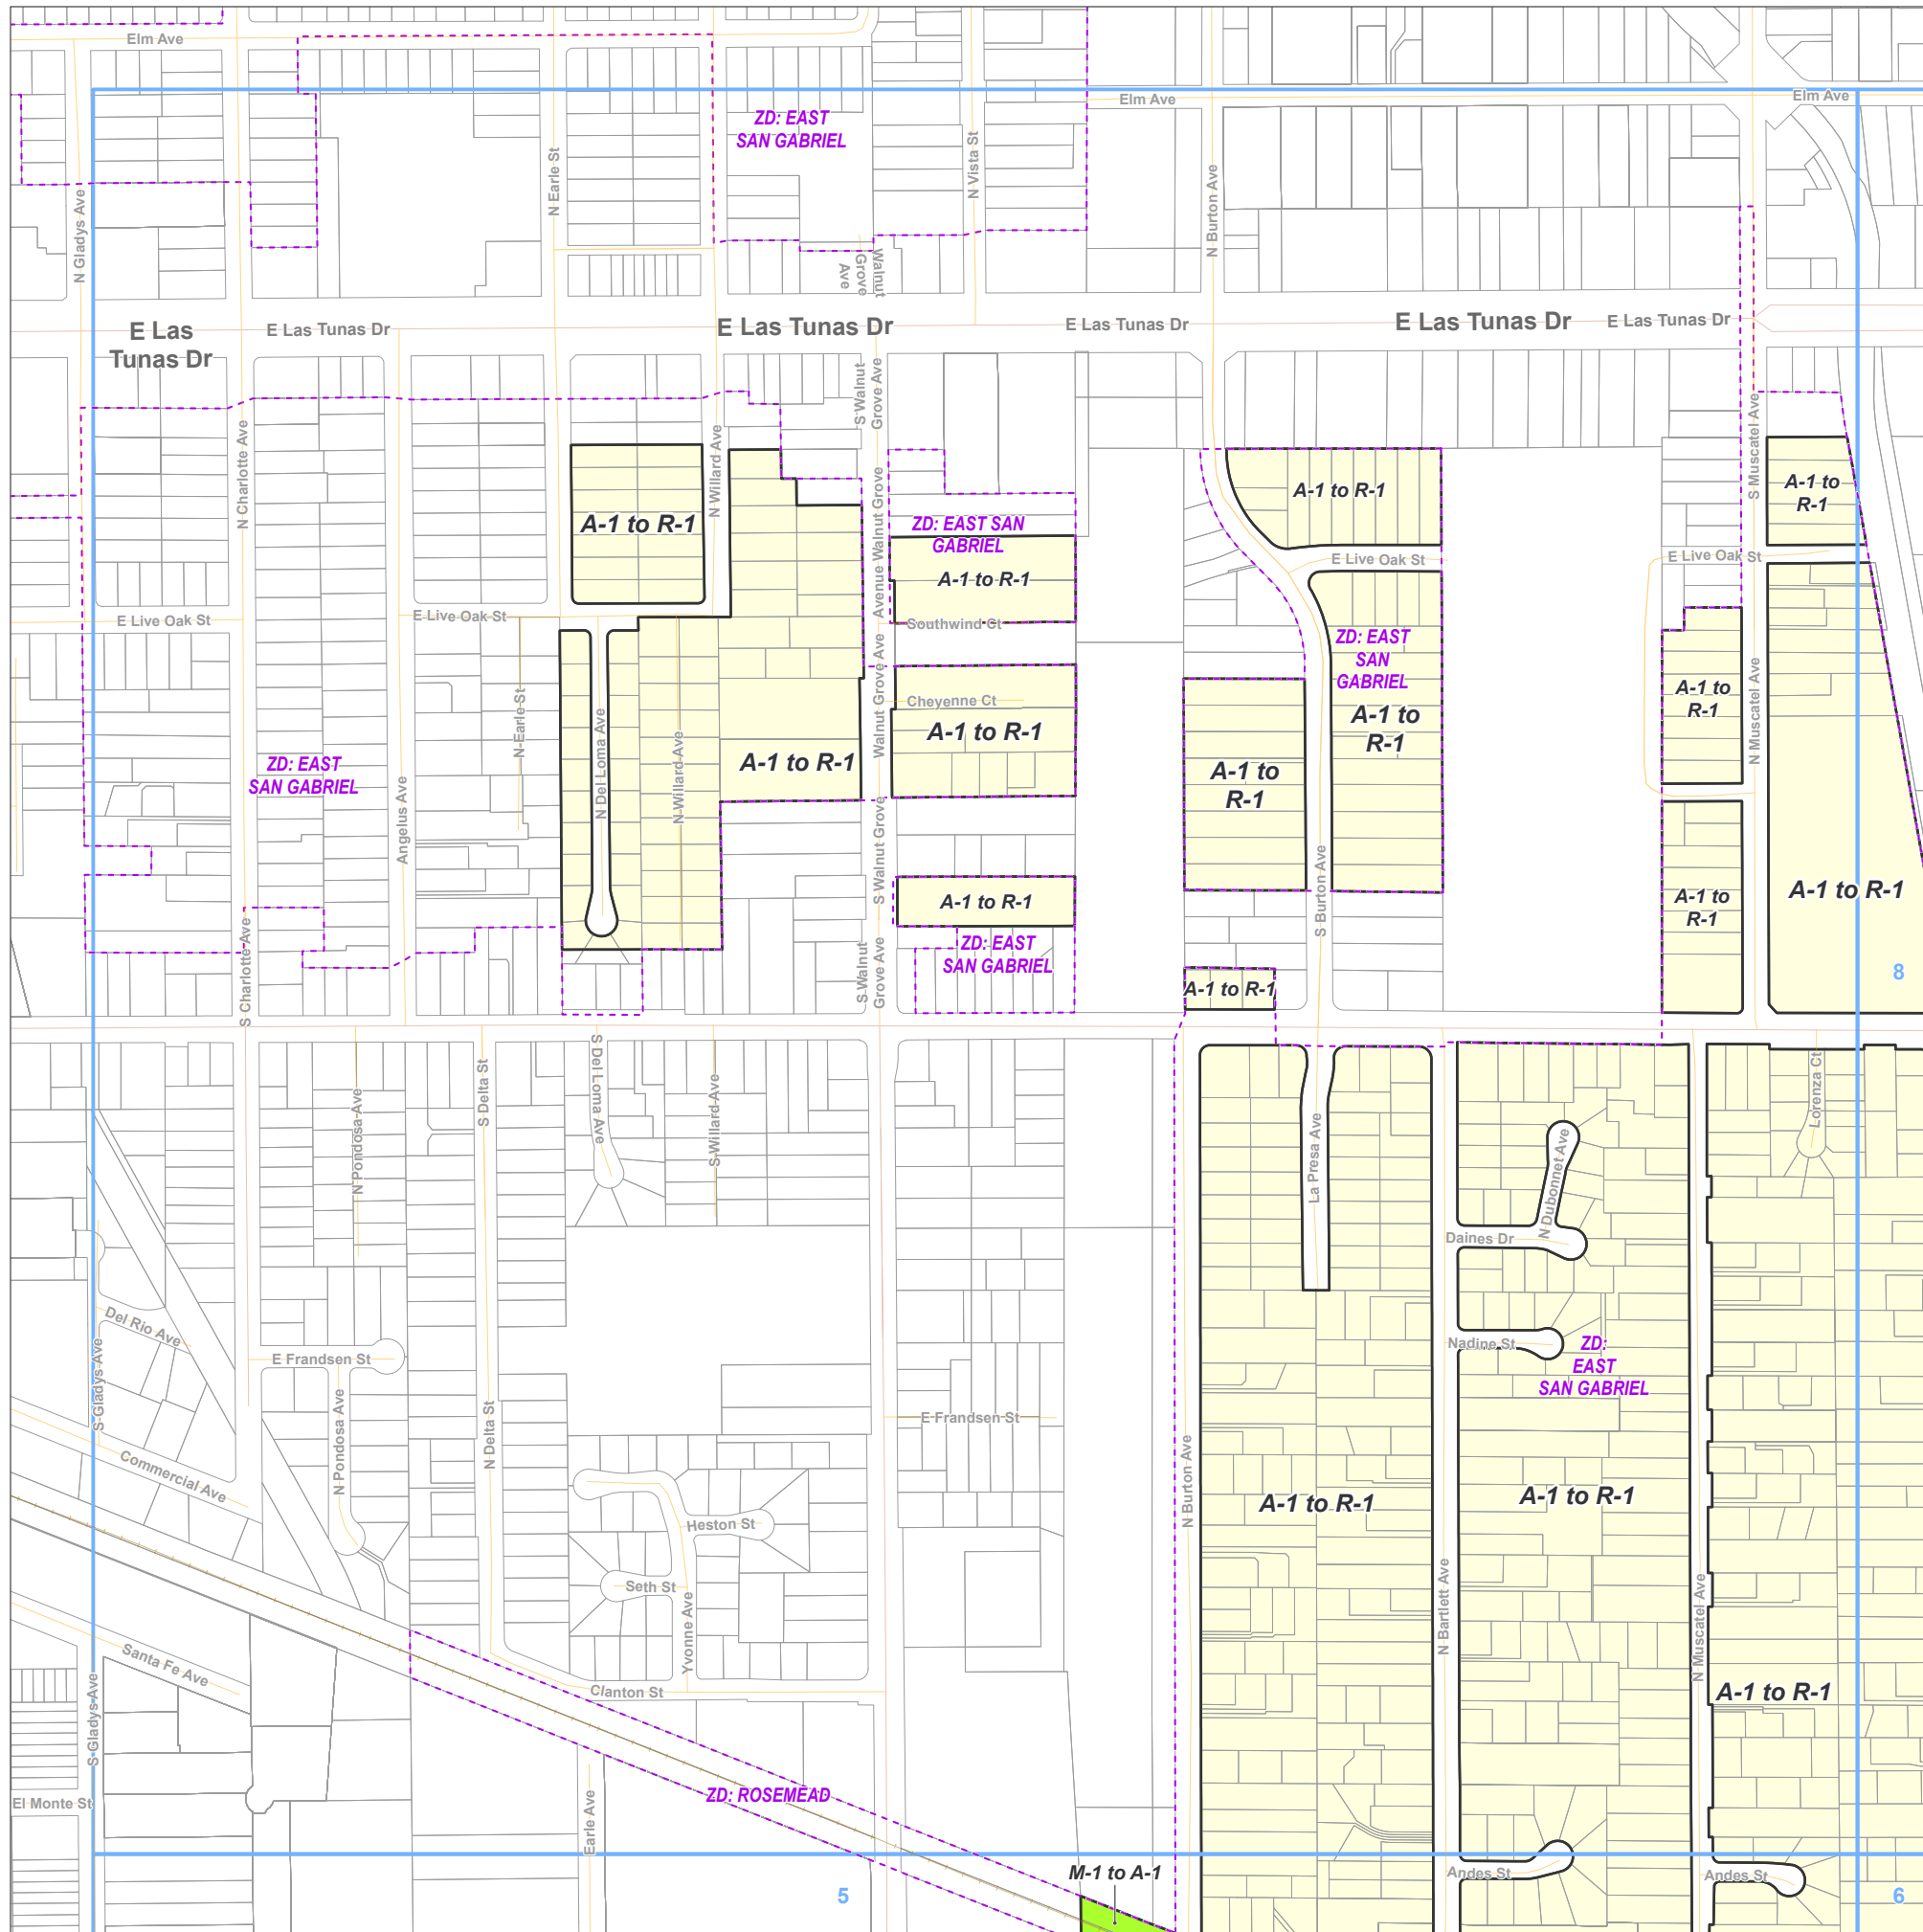 Elm Ave
Elm Ave
Elm Ave
ZD: EAST
SAN GABRIEL
N Gladys Ave
N Earle St
N Vista St
N Burton Ave
Walnut
Grove
Ave
E Las
Tunas Dr
E Las Tunas Dr
E Las Tunas Dr
E Las Tunas Dr
E Las Tunas Dr
E Las Tunas Dr
S Walnut
Grove Ave
N Charlotte Ave
N Willard Ave
S Muscatel Ave
A-1 to R-1
A-1 to
R-1
A-1 to R-1
ZD: EAST SAN
GABRIEL
Avenue Walnut Grove
A-1 to R-1
E Live Oak St
E Live Oak St
E Live Oak St
E Live Oak St
Southwind Ct
ZD: EAST
SAN
GABRIEL
Walnut Grove Ave
Cheyenne Ct
A-1 to R-1
A-1 to
R-1
A-1 to
R-1
N Muscatel Ave
N Earle St
N Del Loma Ave
N Willard Ave
A-1 to R-1
ZD: EAST
SAN GABRIEL
A-1 to
R-1
Angelus Ave
S Walnut Grove
S Burton Ave
A-1 to R-1
A-1 to
R-1
A-1 to R-1
ZD: EAST
SAN GABRIEL
S Charlotte Ave
S Walnut
Grove Ave
A-1 to R-1
8
S Delta St
S Del Loma Ave
N Pondosa Ave
S Willard Ave
La Presa Ave
Lorenza Ct
N Dubonnet Ave
Daines Dr
Del Rio Ave
S Gladys Ave
E Frandsen St
Nadine St
ZD:
EAST
SAN GABRIEL
N Pondosa Ave
N Delta St
E Frandsen St
Commercial Ave
N Burton Ave
A-1 to R-1
A-1 to R-1
Heston St
Seth St
Yvonne Ave
N Bartlett Ave
N Muscatel Ave
Santa Fe Ave
S Gladys Ave
Clanton St
A-1 to R-1
El Monte St
Earle Ave
ZD: ROSEMEAD
M-1 to A-1
Andes St
Andes St
5
6